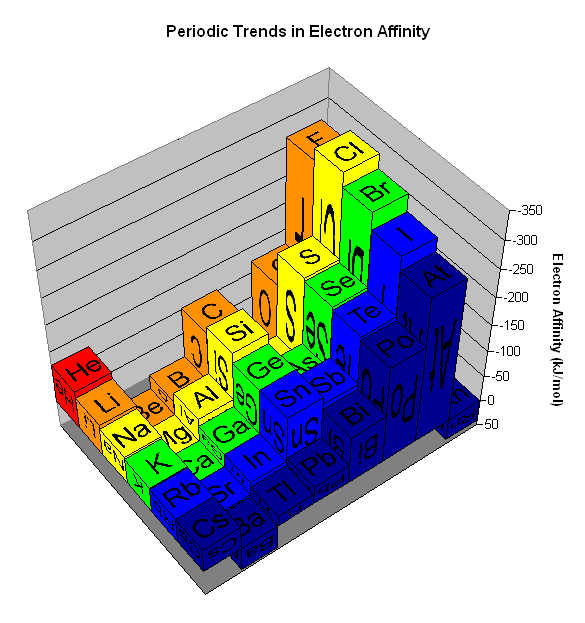 Periodic Trends in Electron Affinity
F
Cl
Br
I
At
S
Se
Te
Po
C
Si
Ge
Sn
Sb
Bi
As
He
Li
Be
B
Na
Mg
Al
K
Ca
Ga
Rb
Sr
In
Cs
Ba
Tl
Pb
O
S
Se
-350
-300
-250
-200
-150
-100
-50
0
50
Electron Affinity (kJ/mol)